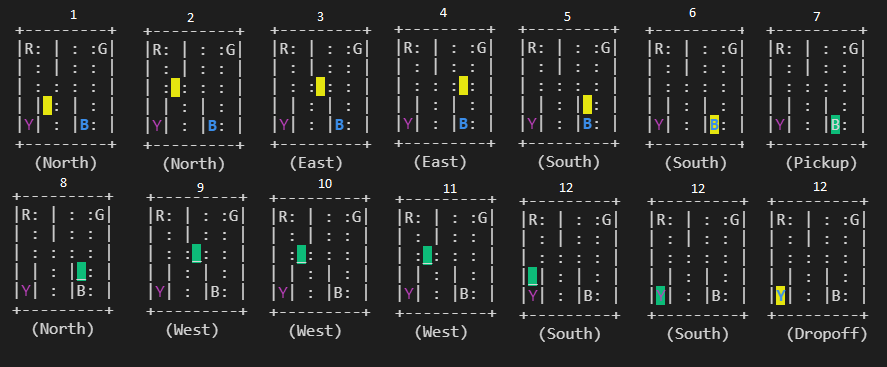 1
+---------+
|R: | : :G|
| : | : : |
| : : : : |
| | : | : |
|Y| : |B: |
+---------+
(North)
2
+---------+
|R: | : :G|
| : | : : |
| : : : : |
| | : | : |
|Y| : |B: |
+---------+
(North)
3
+---------+
|R: | : :G|
| : | : : |
| : : : : |
| | : | : |
|Y| : |B: |
+---------+
(East)
4
+---------+
|R: | : :G|
| : | : : |
| : : : : |
| | : | : |
|Y| : |B: |
+---------+
(East)
5
+---------+
|R: | : :G|
| : | : : |
| : : : : |
| | : | : |
|Y| : |B: |
+---------+
(South)
6
+---------+
|R: | : :G|
| : | : : |
| : : : : |
| | : | : |
|Y| : |B: |
+---------+
(South)
7
+---------+
|R: | : :G|
| : | : : |
| : : : : |
| | : | : |
|Y| : |B: |
+---------+
(Pickup)
8
+---------+
|R: | : :G|
| : | : : |
| : : : : |
| | : |_: |
|Y| : |B: |
+---------+
(North)
9
+---------+
|R: | : :G|
| : | : : |
| : :_: : |
| | : | : |
|Y| : |B: |
+---------+
(West)
10
+---------+
|R: | : :G|
| : | : : |
| :_: : : |
| | : | : |
|Y| : |B: |
+---------+
(West)
11
+---------+
|R: | : :G|
| : | : : |
| :_: : : |
| | : | : |
|Y| : |B: |
+---------+
(West)
12
+---------+
|R: | : :G|
| : | : : |
| : : : : |
|_| : | : |
|Y| : |B: |
+---------+
(South)
12
+---------+
|R: | : :G|
| : | : : |
| : : : : |
| | : | : |
|Y| : |B: |
+---------+
(South)
12
+---------+
|R: | : :G|
| : | : : |
| : : : : |
| | : | : |
|Y| : |B: |
+---------+
(Dropoff)